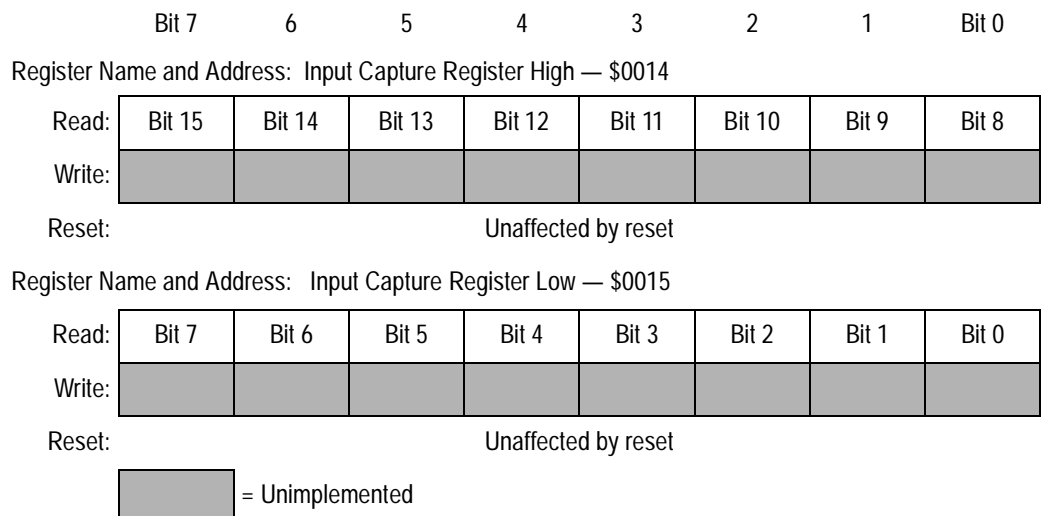 Bit 7 6 5 4 3 2 1 Bit 0
Register Name and Address: Input Capture Register High — $0014
Read: Bit 15 Bit 14 Bit 13 Bit 12 Bit 11 Bit 10 Bit 9 Bit 8
Write:
Reset: Unaffected by reset
Register Name and Address: Input Capture Register Low — $0015
Read: Bit 7 Bit 6 Bit 5 Bit 4 Bit 3 Bit 2 Bit 1 Bit 0
Write:
Reset: Unaffected by reset
= Unimplemented